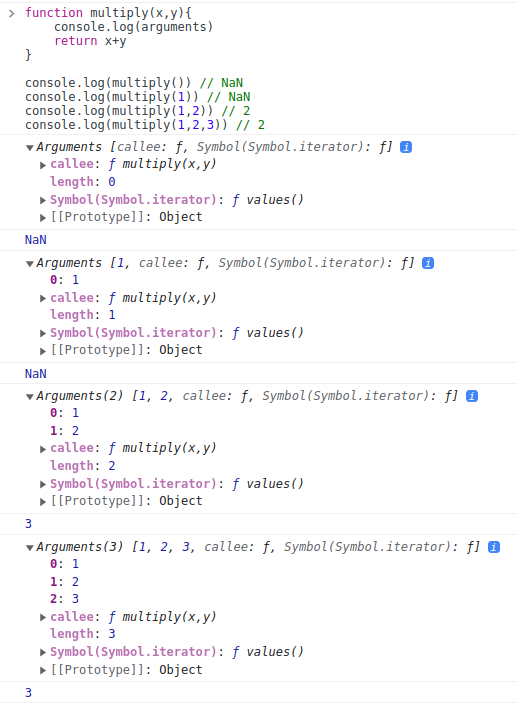 function multiply(x,y){
console.log(arguments)
return x+y
}
console.log(multiply()) // NaN
console.log(multiply(1)) // NaN
console.log(multiply(1,2)) // 2
console.log(multiply(1,2,3)) // 2
Arguments [callee: ƒ, Symbol(Symbol.iterator): ƒ] i
callee: ƒ multiply(x,y)
length: 0
Symbol(Symbol.iterator): ƒ values()
[[Prototype]]: Object
NaN
Arguments [1, callee: ƒ, Symbol(Symbol.iterator): ƒ] i
0: 1
callee: ƒ multiply(x,y)
length: 1
Symbol(Symbol.iterator): ƒ values()
[[Prototype]]: Object
NaN
Arguments(2) [1, 2, callee: ƒ, Symbol(Symbol.iterator): ƒ] i
0: 1
1: 2
callee: ƒ multiply(x,y)
length: 2
Symbol(Symbol.iterator): ƒ values()
[[Prototype]]: Object
3
Arguments(3) [1, 2, 3, callee: ƒ, Symbol(Symbol.iterator): ƒ] i
0: 1
1: 2
2: 3
callee: ƒ multiply(x,y)
length: 3
Symbol(Symbol.iterator): ƒ values()
[[Prototype]]: Object
3